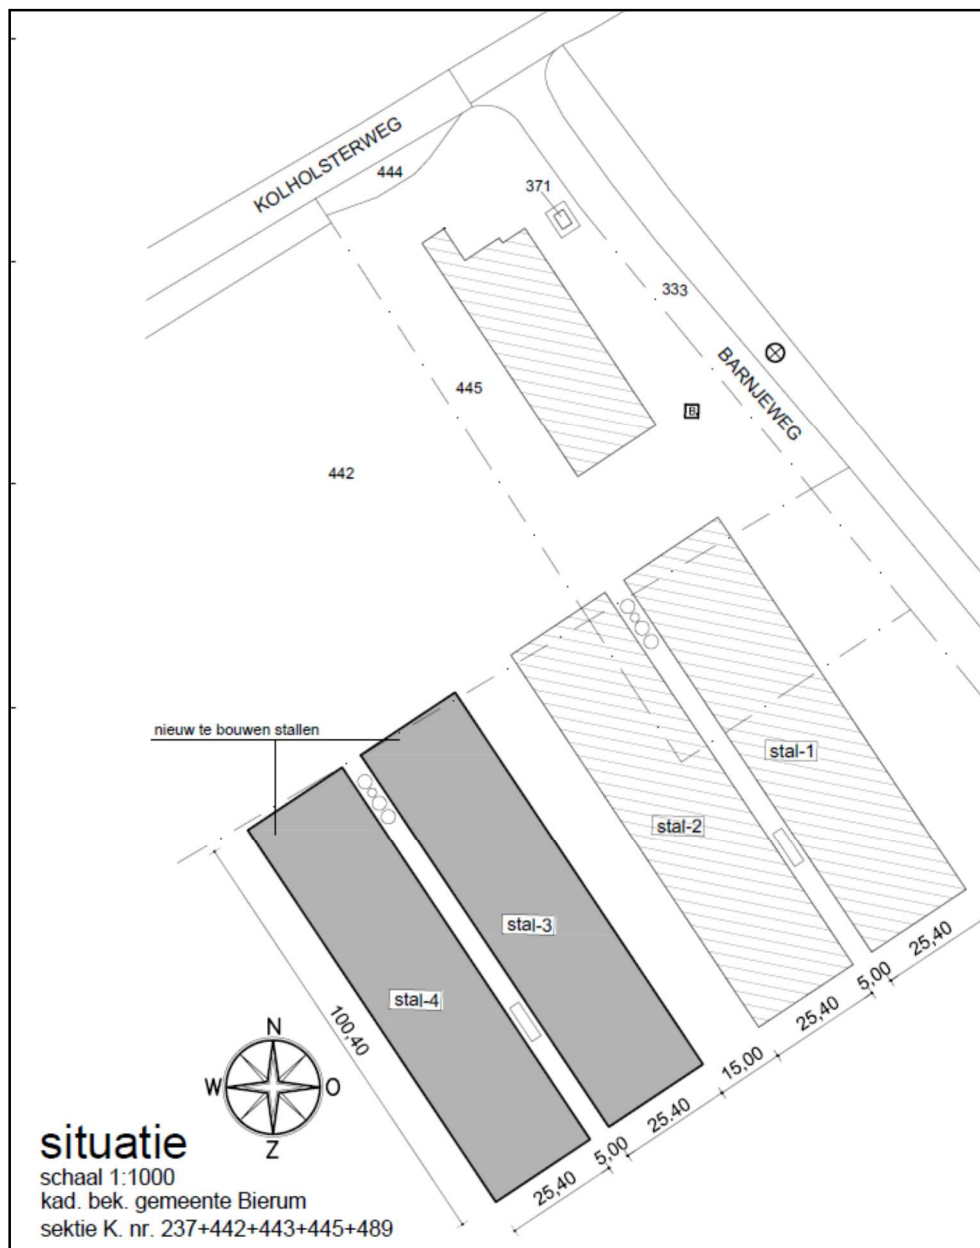 KOLHOLSTERWEG
444
371
333
BARNJEWEG
445
B
442
nieuw te bouwen stallen
stal-1
stal-2
stal-3
stal-4
100,40
25,40
5,00
25.40
15,00
25,40
5,00
25,40
N
W
O
Z
situatie
schaal 1:1000
kad. bek. gemeente Bierum
sektie K. nr. 237+442+443+445+489